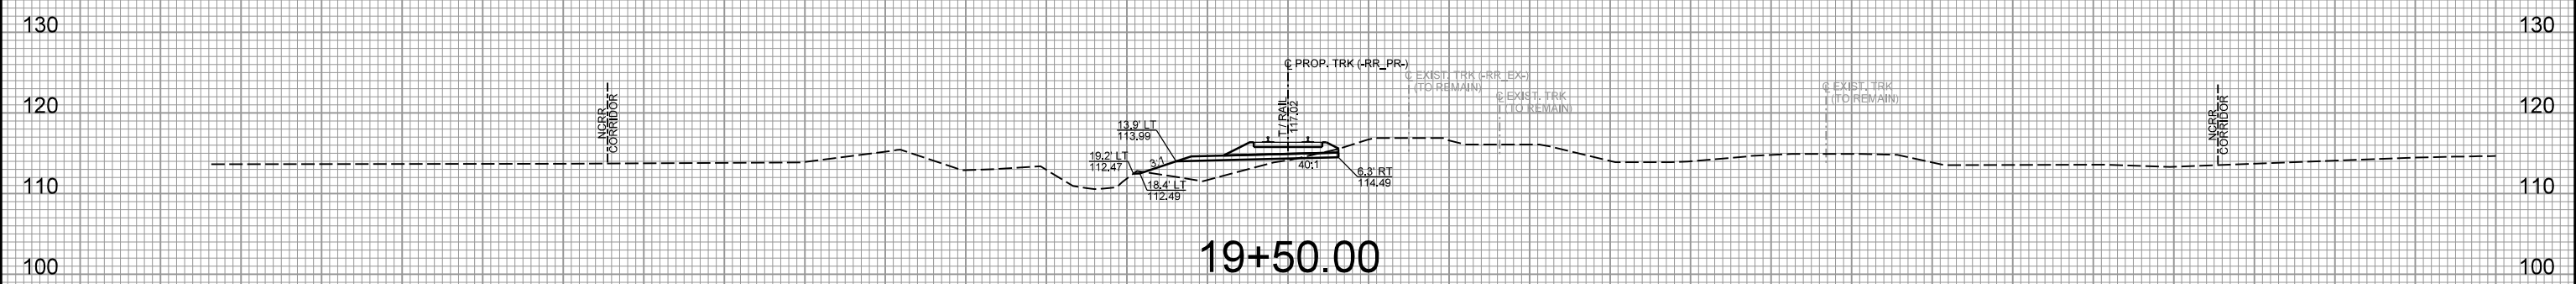 130
130
℄ PROP. TRK (-RR_PR-)
℄ EXIST. TRK (-RR_EX-)
(TO REMAIN)
℄ EXIST. TRK
(TO REMAIN)
℄ EXIST. TRK
(TO REMAIN)
120
120
NCRR
CORRIDOR
T / RAIL
117.02
NCRR
CORRIDOR
13.9' LT
113.99
19.2' LT
112.47
3:1
18.4' LT
112.49
40:1
6.3' RT
114.49
110
110
19+50.00
100
100